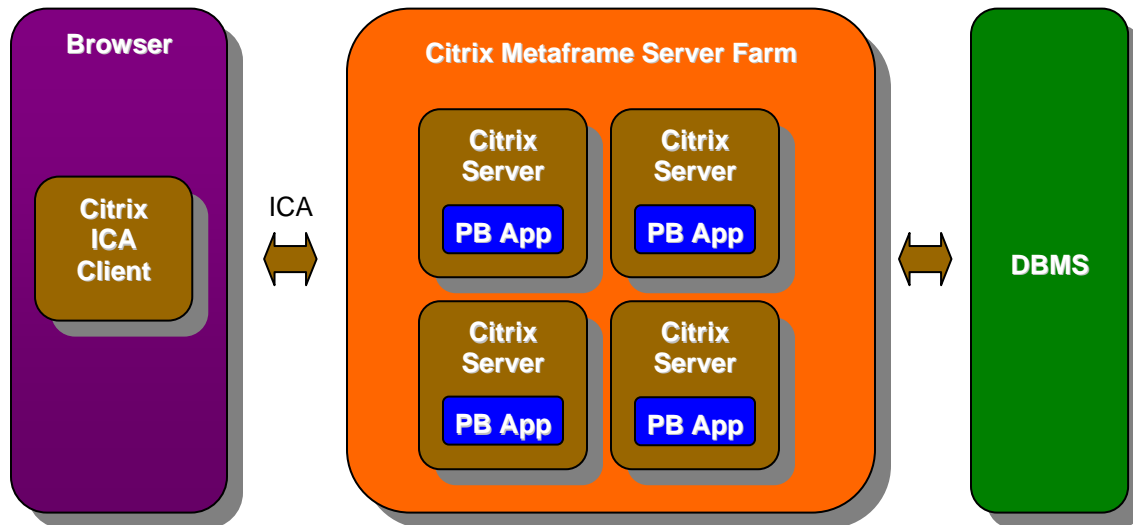 Browser
Citrix
ICA
Client
ICA
Citrix Metaframe Server Farm
Citrix
Server
PB App
Citrix
Server
PB App
Citrix
Server
PB App
Citrix
Server
PB App
DBMS